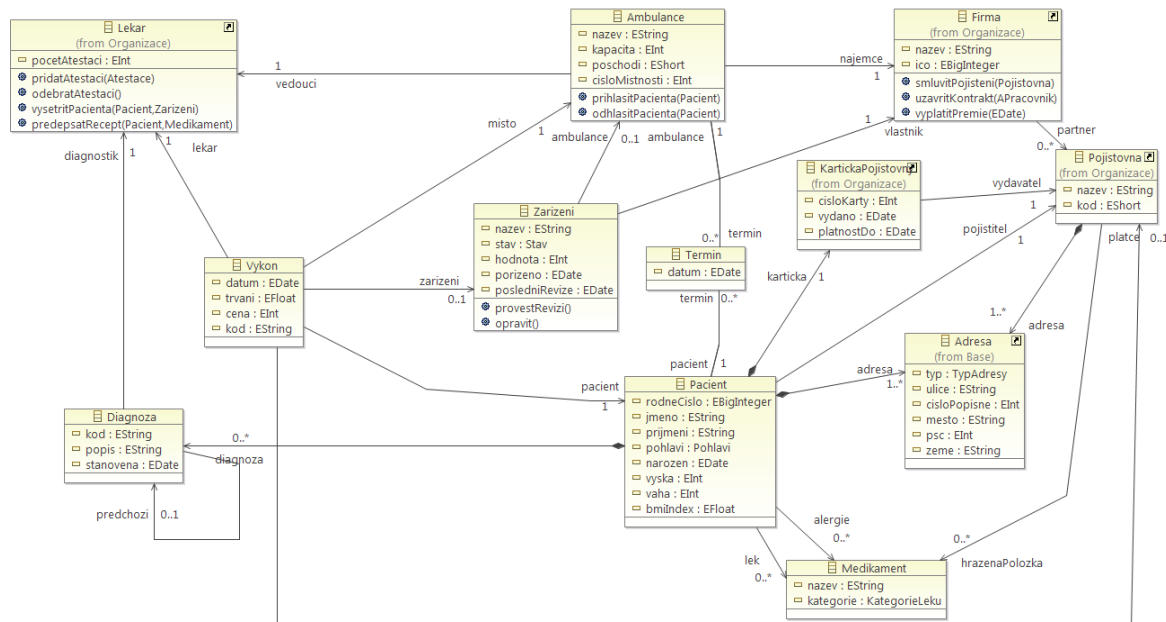 Lekar
(from Organizace)
pocetAtestaci : EInt
pridatAtestaci(Atestace)
odebratAtestaci()
vysetritPacienta(Pacient,Zarizeni)
predepsatRecept(Pacient,Medikament)
Ambulance
nazev : EString
kapacita : EInt
poschodi : EShort
cisloMistnosti : EInt
prihlasitPacienta(Pacient)
odhlasitPacienta(Pacient)
Firma
(from Organizace)
nazev : EString
ico : EBigInteger
smluvitPojisteni(Pojistovna)
uzavritKontrakt(APracovnik)
vyplatitPremie(EDate)
1
vedouci
najemce
1
misto
1
ambulance
0..1
ambulance
1
1
vlastnik
partner
0..*
diagnostik
1
1
lekar
KartickaPojistovny
(from Organizace)
cisloKarty : EInt
vydano : EDate
platnostDo : EDate
Pojistovna
(from Organizace)
nazev : EString
kod : EShort
vydavatel
1
Zarizeni
nazev : EString
stav : Stav
hodnota : EInt
porizeno : EDate
posledniRevize : EDate
provestRevizi()
opravit()
0..*
termin
Termin
datum : EDate
termin
0..*
pojistitel
1
platce
0..1
karticka
1
Vykon
datum : EDate
trvani : EFloat
cena : EInt
kod : EString
zarizeni
0..1
1..*
adresa
Adresa
(from Base)
typ : TypAdresy
ulice : EString
cisloPopisne : EInt
mesto : EString
psc : EInt
zeme : EString
pacient
1
adresa
1..*
pacient
1
Pacient
rodneCislo : EBigInteger
jmeno : EString
prijmeni : EString
pohlavi : Pohlavi
narozen : EDate
vyska : EInt
vaha : EInt
bmiIndex : EFloat
Diagnoza
kod : EString
popis : EString
stanovena : EDate
0..*
diagnoza
predchozi
0..1
alergie
0..*
lek
0..*
0..*
hrazenaPolozka
Medikament
nazev : EString
kategorie : KategorieLeku